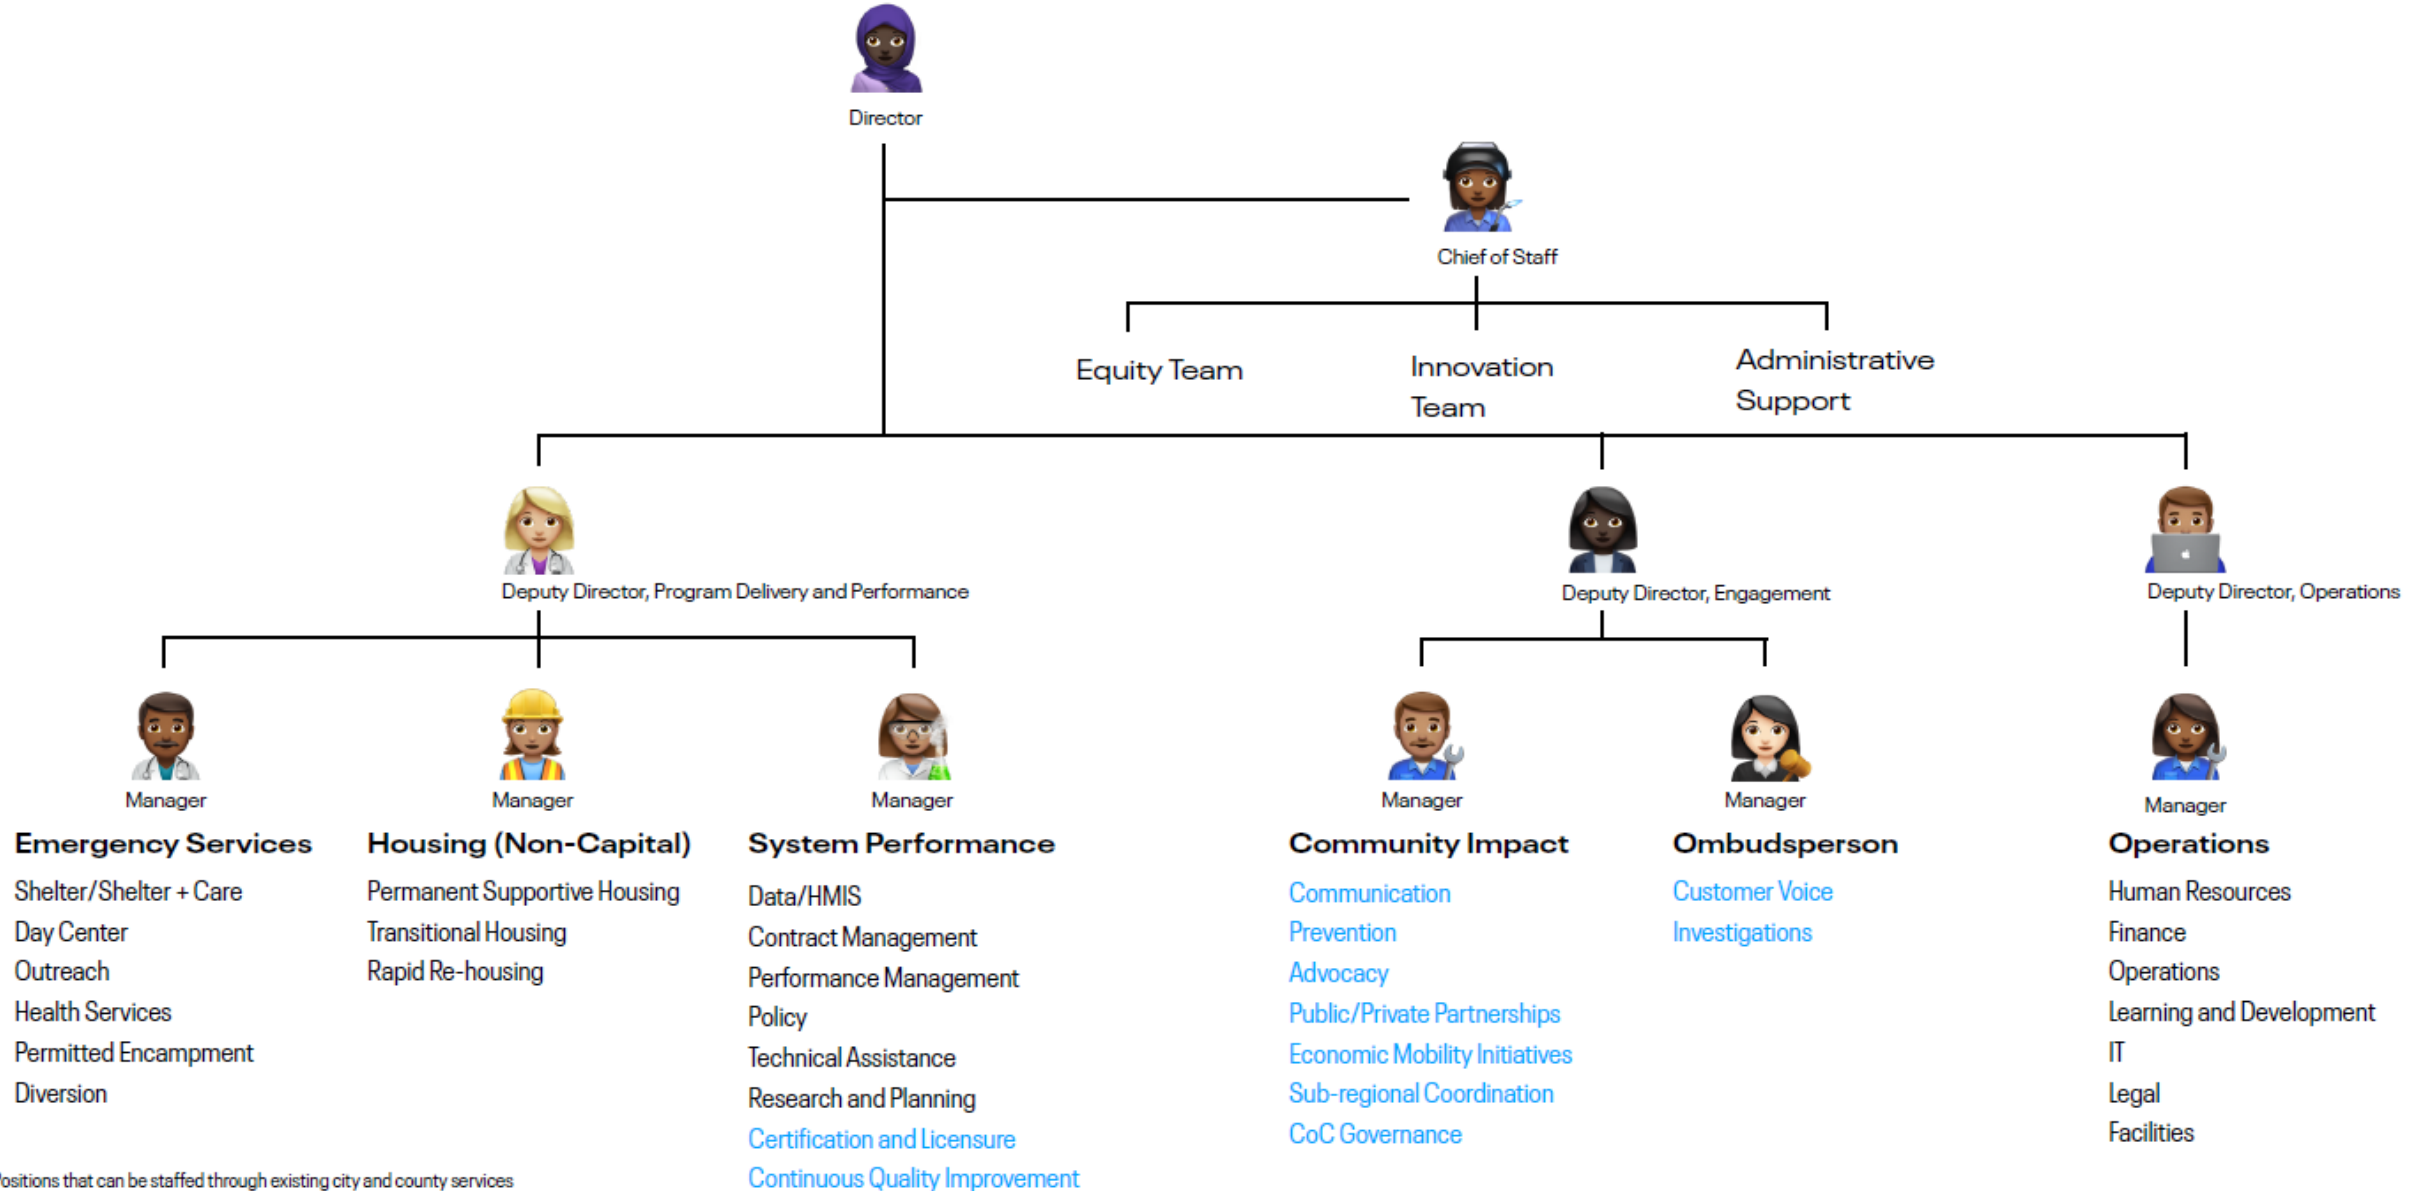 Director
Chief of Staff
Equity Team
Innovation
Team
Administrative
Support
Deputy Director, Program Delivery and Performance
Deputy Director, Engagement
Deputy Director, Operations
Manager
Manager
Manager
Manager
Manager
Manager
Emergency Services
Shelter/Shelter + Care
Day Center
Outreach
Health Services
Permitted Encampment
Diversion
Housing (Non-Capital)
Permanent Supportive Housing
Transitional Housing
Rapid Re-housing
System Performance
Data/HMIS
Contract Management
Performance Management
Policy
Technical Assistance
Research and Planning
Certification and Licensure
Continuous Quality Improvement
Community Impact
Communication
Prevention
Advocacy
Public/Private Partnerships
Economic Mobility Initiatives
Sub-regional Coordination
CoC Governance
Ombudsperson
Customer Voice
Investigations
Operations
Human Resources
Finance
Operations
Learning and Development
IT
Legal
Facilities
ositions that can be staffed through existing city and county services